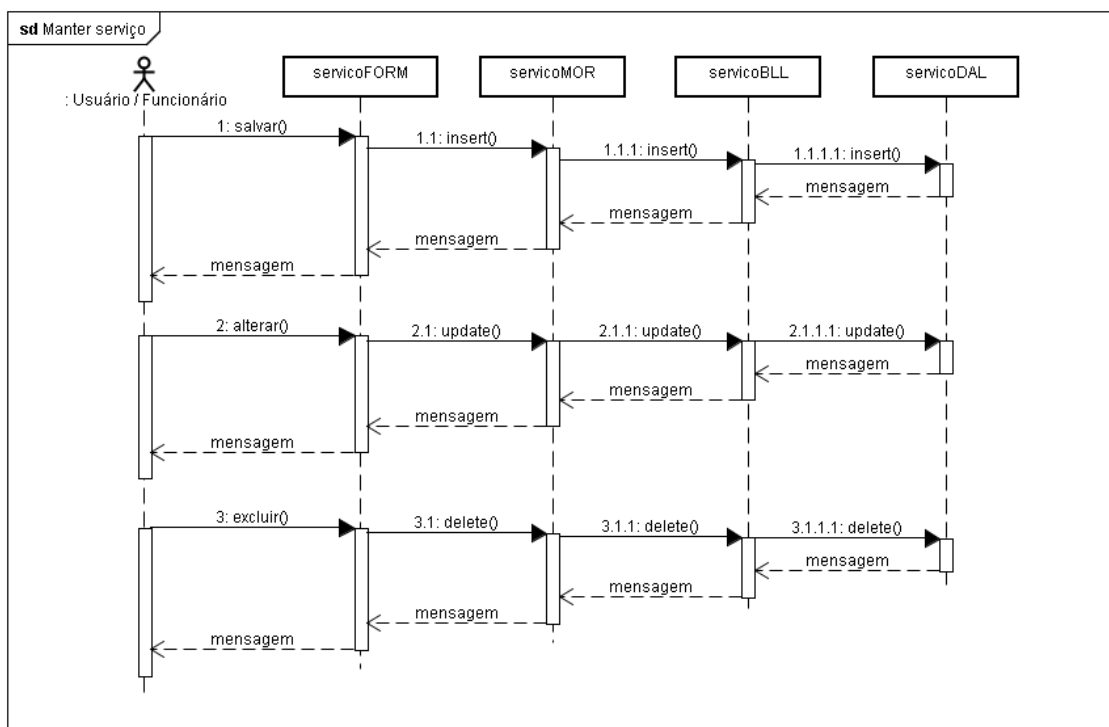 sd Manter serviço
: Usuário / Funcionário
servicoFORM
servicoMOR
servicoBLL
servicoDAL
1: salvar()
1.1: insert()
1.1.1: insert()
1.1.1.1: insert()
mensagem
mensagem
mensagem
mensagem
2: alterar()
2.1: update()
2.1.1: update()
2.1.1.1: update()
mensagem
mensagem
mensagem
mensagem
3: excluir()
3.1: delete()
3.1.1: delete()
3.1.1.1: delete()
mensagem
mensagem
mensagem
mensagem